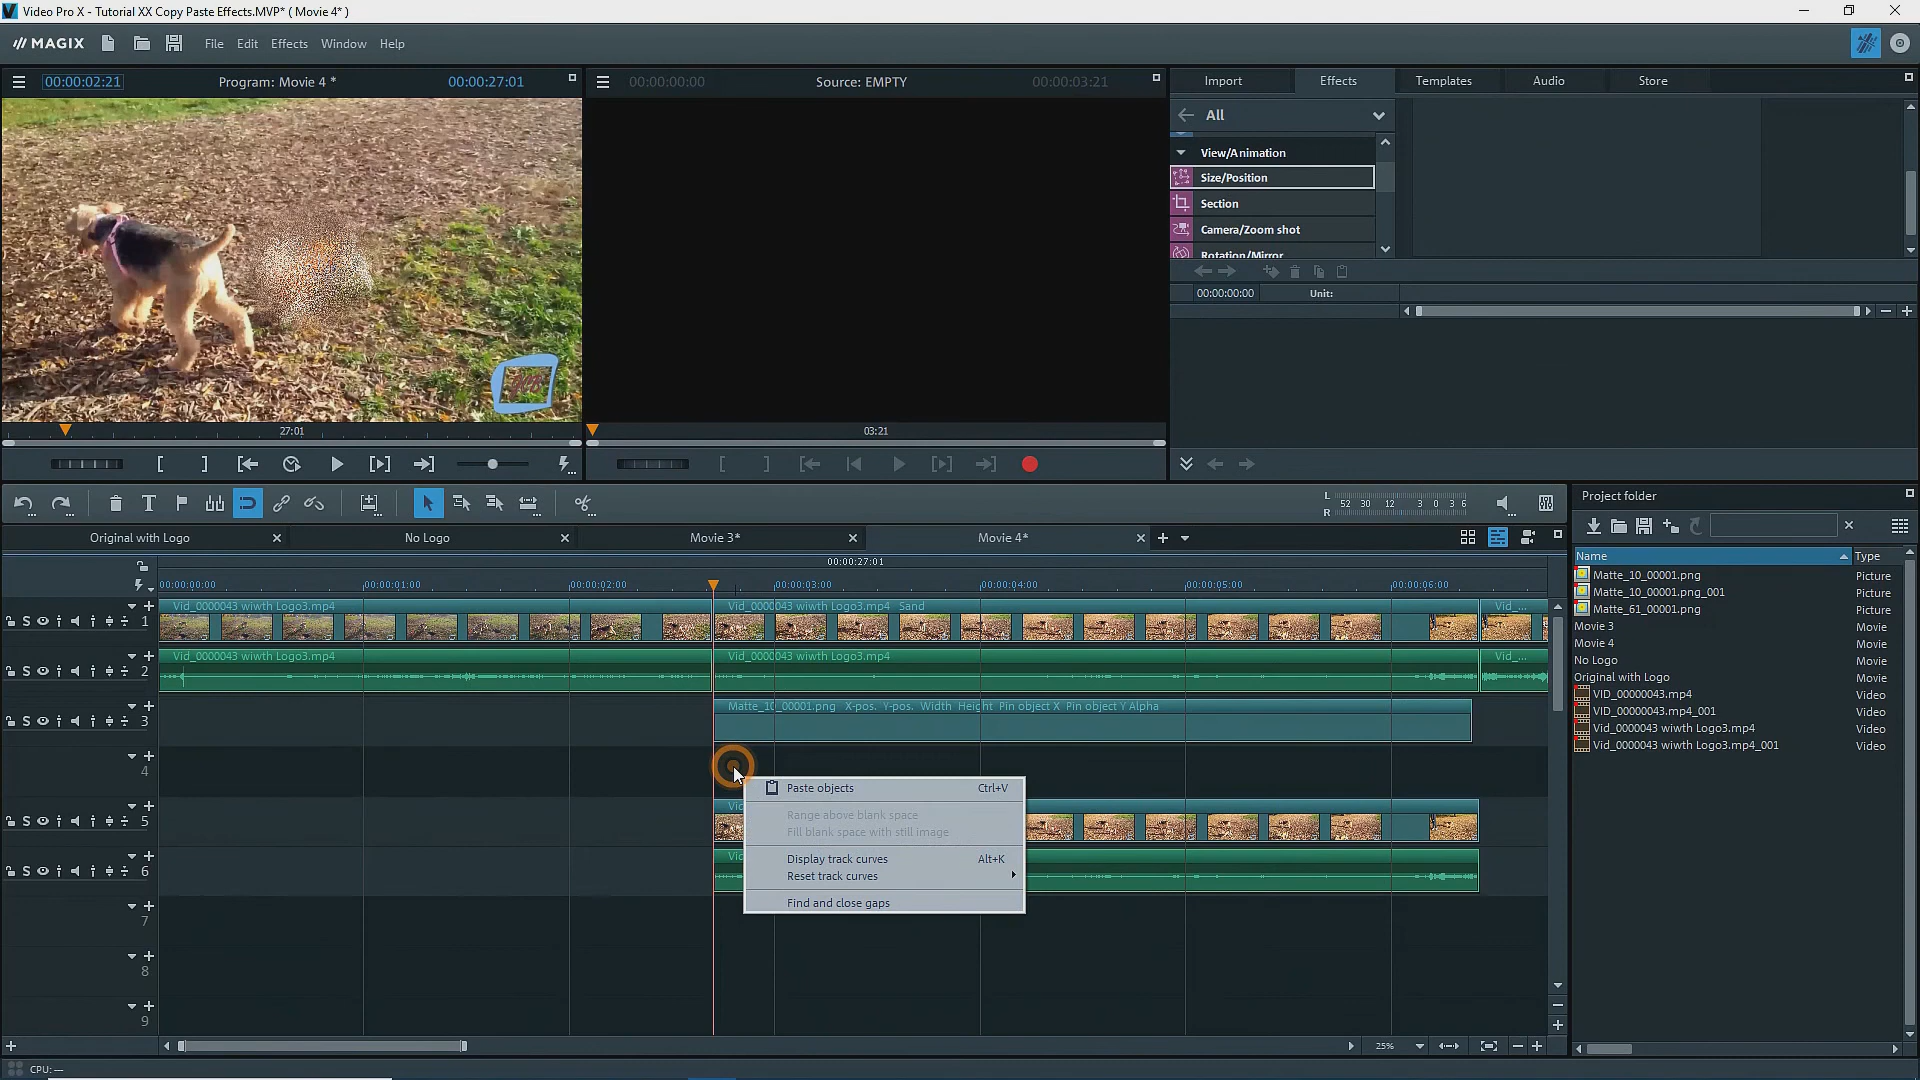 Video Pro X - Tutorial XX Copy Paste Effects.MVP* ( Movie 4* )
MAGIX File Edit Effects Window Help
00:00:02:21 Program: Movie 4 * 00:00:27:01
00:00:00:00 Source: EMPTY 00:00:03:21
Import Effects Templates Audio Store
All
View/Animation
Size/Position
Section
Camera/Zoom shot
Rotation/Mirror
00:00:00:00 Unit:
27:01
03:21
L
R
52 30 12 3 0 3 6
Project folder
Original with Logo
No Logo
Movie 3*
Movie 4*
00:00:27:01
00:00:00:00 00:00:01:00 00:00:02:00 00:00:03:00 00:00:04:00 00:00:05:00 00:00:06:00
Vid_0000043 wiwth Logo3.mp4
Vid_0000043 wiwth Logo3.mp4 Sand
Vid_...
S 1
Vid_0000043 wiwth Logo3.mp4
Vid_0000043 wiwth Logo3.mp4
Vid_...
S 2
Matte_10_00001.png X-pos. Y-pos. Width Height Pin object X Pin object Y Alpha
S 3
4
Paste objects Ctrl+V
Range above blank space
Fill blank space with still image
Display track curves Alt+K
Reset track curves
Find and close gaps
S 5
S 6
7
8
9
25%
Name Type
Matte_10_00001.png Picture
Matte_10_00001.png_001 Picture
Matte_61_00001.png Picture
Movie 3 Movie
Movie 4 Movie
No Logo Movie
Original with Logo Movie
VID_00000043.mp4 Video
VID_00000043.mp4_001 Video
Vid_0000043 wiwth Logo3.mp4 Video
Vid_0000043 wiwth Logo3.mp4_001 Video
CPU: —